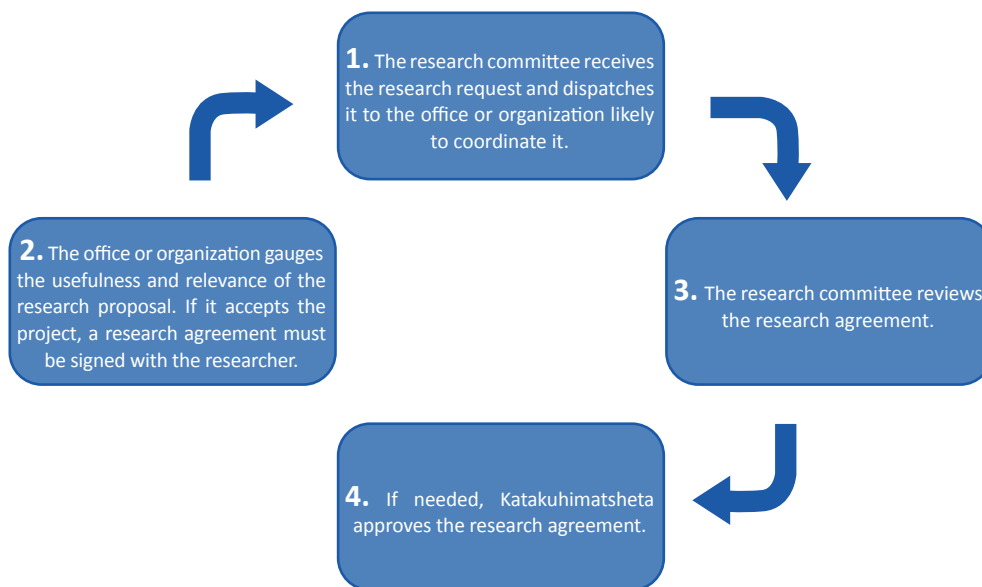 1. The research committee receives
the research request and dispatches
it to the office or organization likely
to coordinate it.
2. The office or organization gauges
the usefulness and relevance of the
research proposal. If it accepts the
project, a research agreement must
be signed with the researcher.
3. The research committee reviews
the research agreement.
4. If needed, Katakuhimatsheta
approves the research agreement.